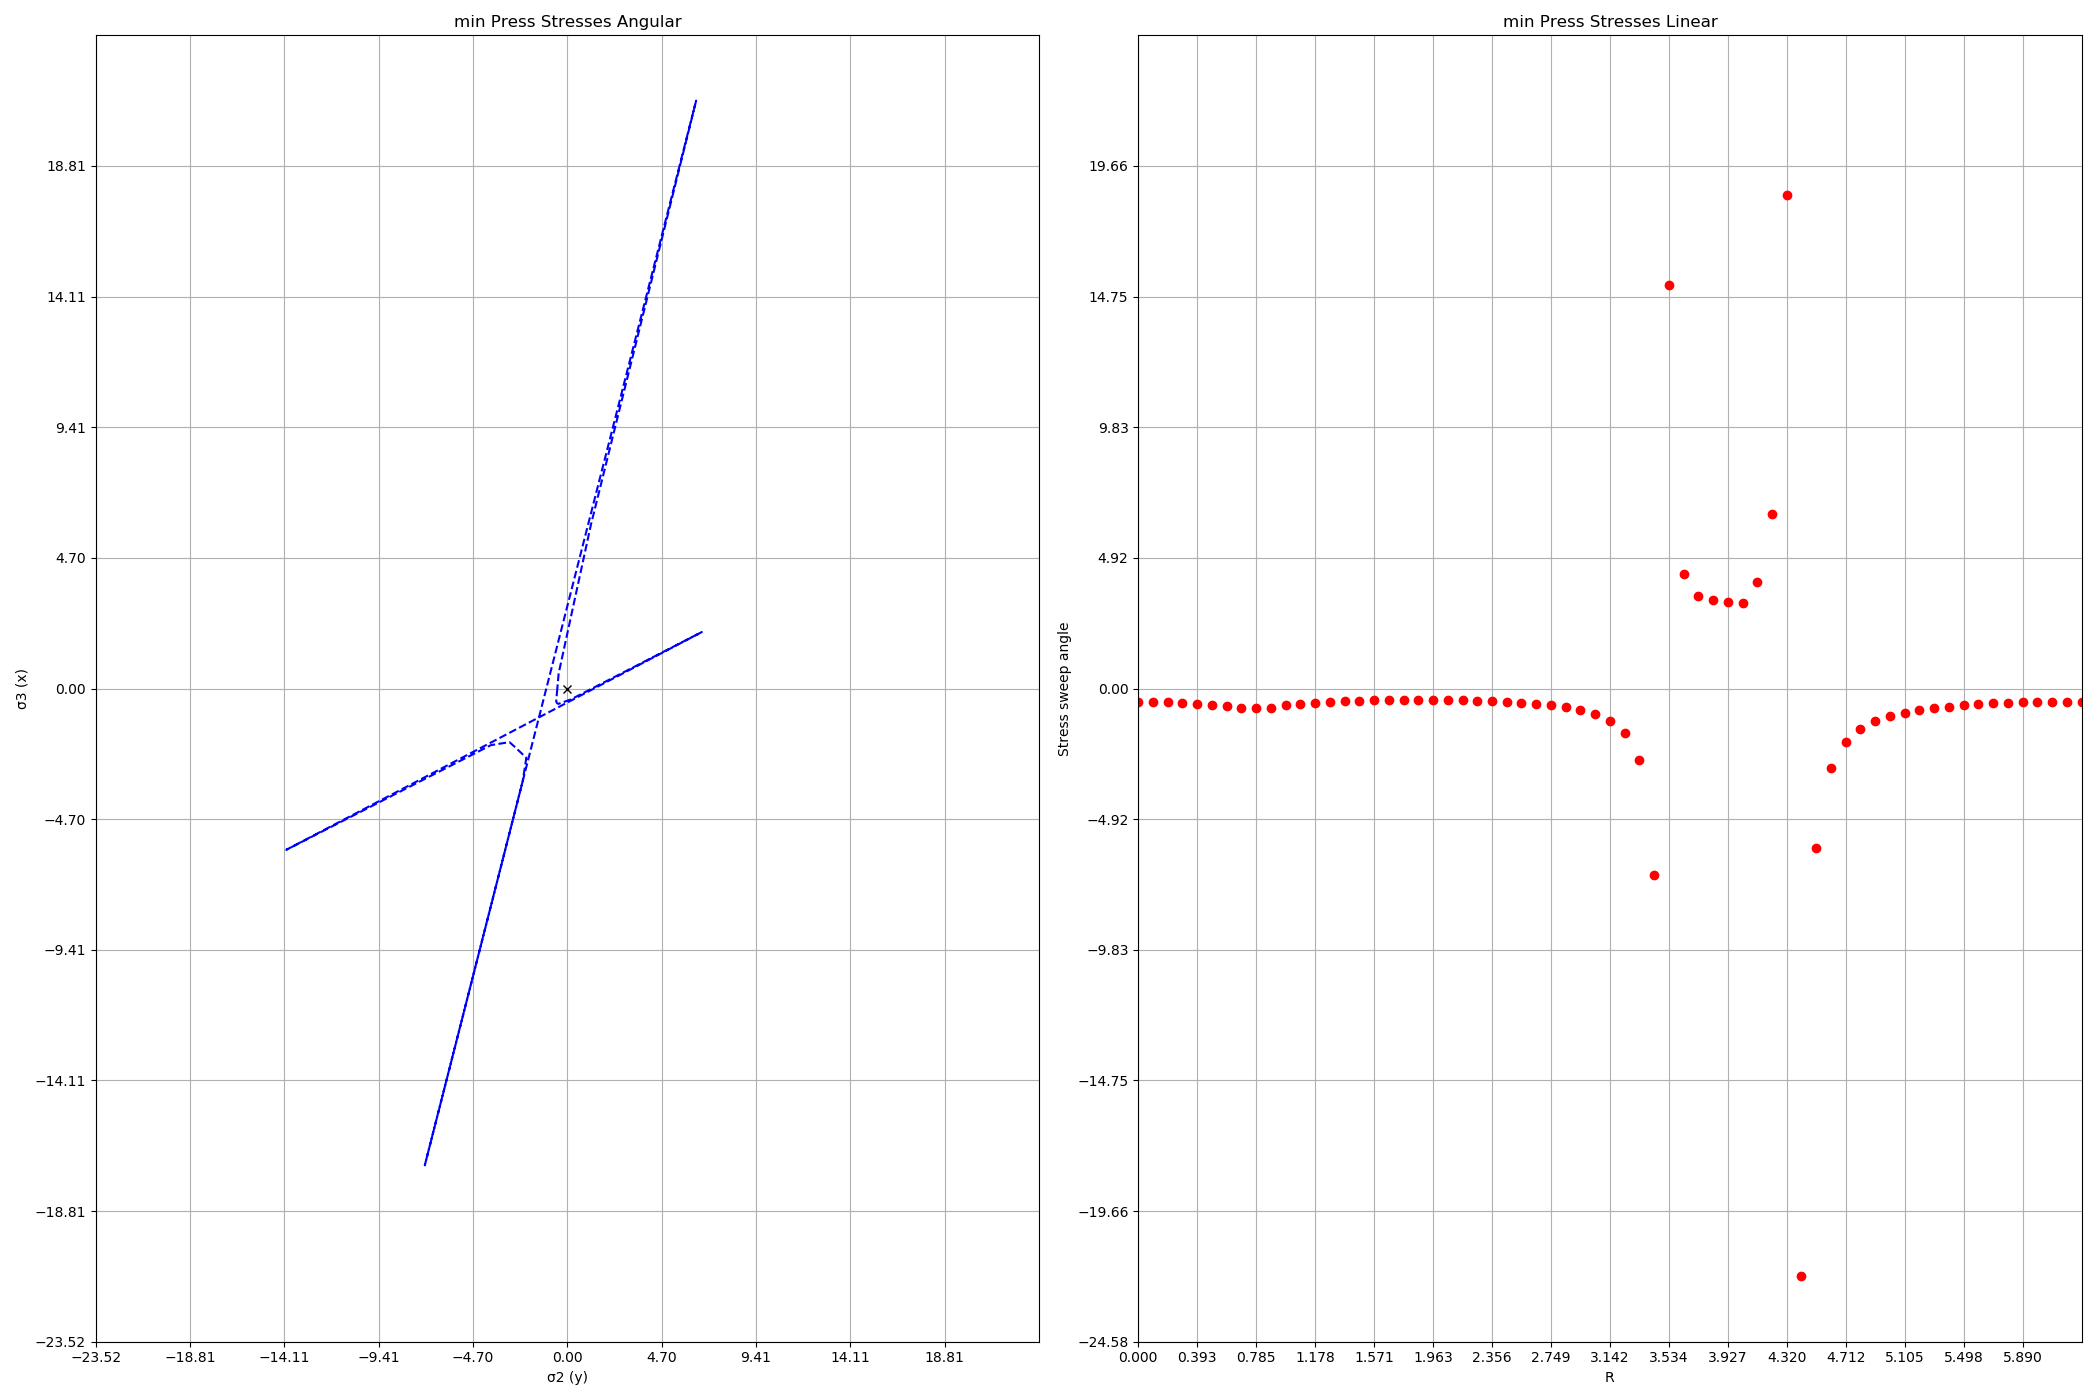 min Press Stresses Angular
18.81
14.11
9.41
4.70
0.00
−4.70
−9.41
−14.11
−18.81
−23.52
σ3 (x)
−23.52 −18.81 −14.11 −9.41 −4.70 0.00 4.70 9.41 14.11 18.81
σ2 (y)
min Press Stresses Linear
19.66
14.75
9.83
4.92
0.00
−4.92
−9.83
−14.75
−19.66
−24.58
Stress sweep angle
0.000 0.393 0.785 1.178 1.571 1.963 2.356 2.749 3.142 3.534 3.927 4.320 4.712 5.105 5.498 5.890
R